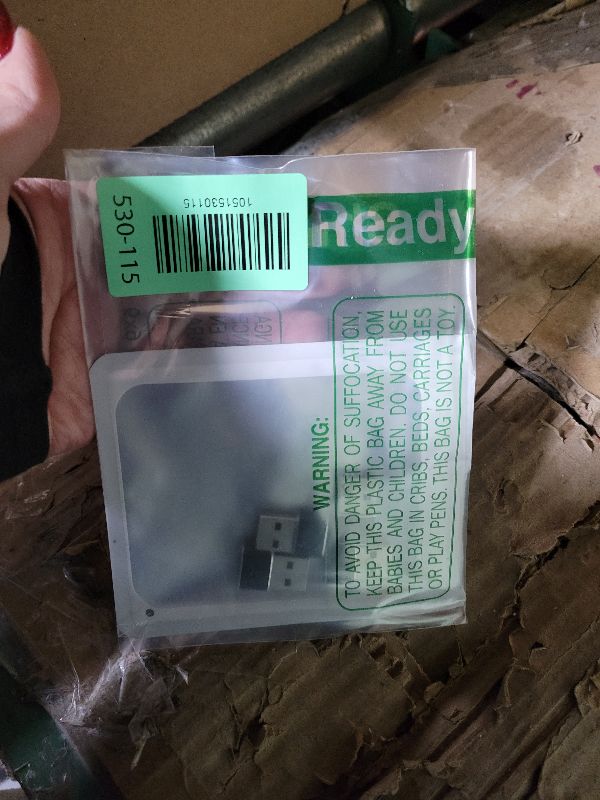 1051530115
530-115
Ready
WARNING:
TO AVOID DANGER OF SUFFOCATION,
KEEP THIS PLASTIC BAG AWAY FROM
BABIES AND CHILDREN. DO NOT USE
THIS BAG IN CRIBS, BEDS, CARRIAGES
OR PLAY PENS. THIS BAG IS NOT A TOY.